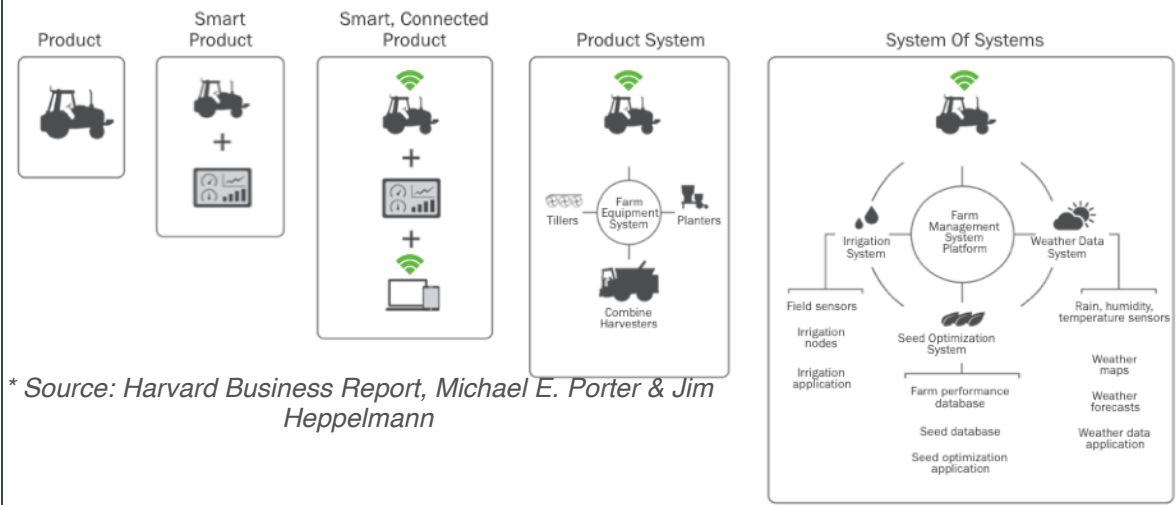 Product
Smart
Product
Smart, Connected
Product
Product System
System Of Systems
Tillers
Farm
Equipment
System
Planters
Combine
Harvesters
Irrigation
System
Farm
Management
System
Platform
Weather Data
System
Field sensors
Irrigation
nodes
Irrigation
application
Seed Optimization
System
Farm performance
database
Seed database
Seed optimization
application
Rain, humidity,
temperature sensors
Weather
maps
Weather
forecasts
Weather data
application
* Source: Harvard Business Report, Michael E. Porter & Jim
Heppelmann